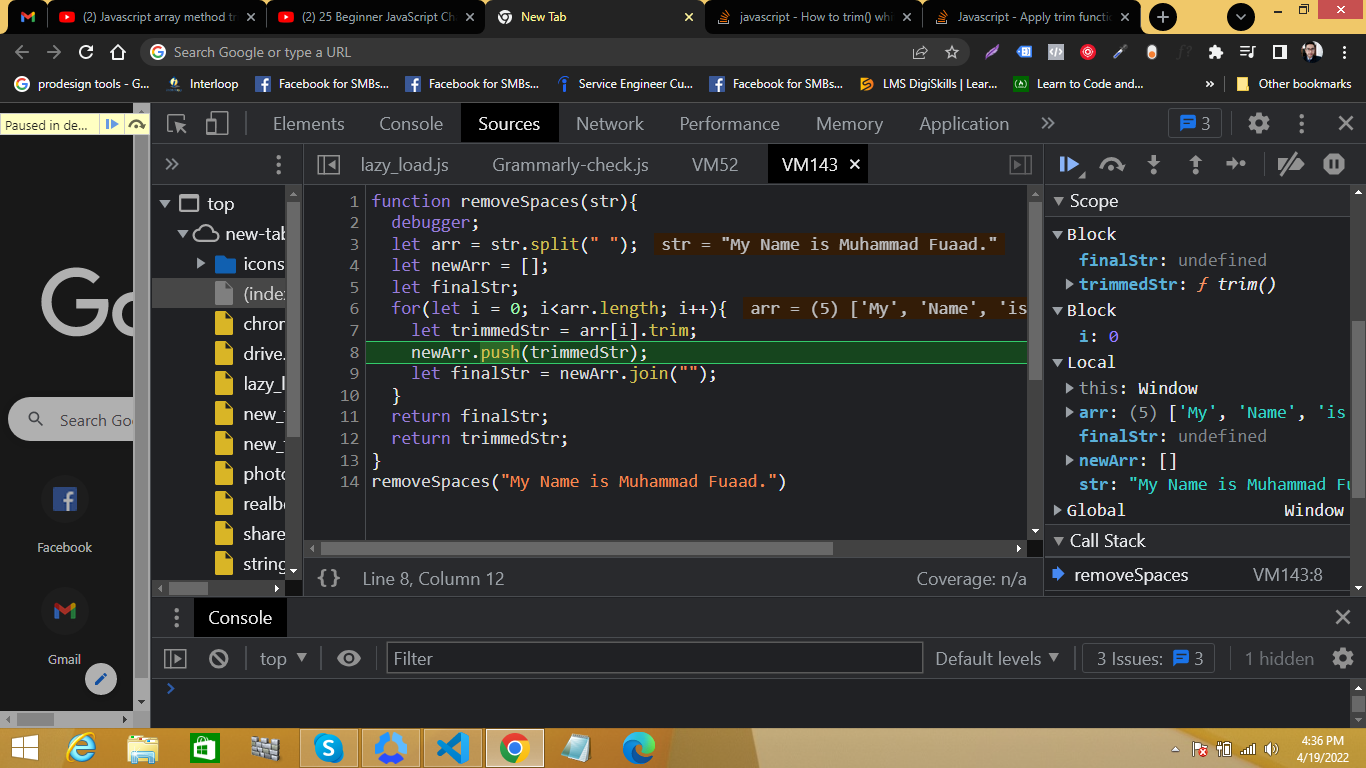 (2) Javascript array method tr
(2) 25 Beginner JavaScript Ch
New Tab
javascript - How to trim() whi
Javascript - Apply trim functi
Search Google or type a URL
prodesign tools - G...
Interloop
Facebook for SMBs...
Facebook for SMBs...
Service Engineer Cu...
Facebook for SMBs...
LMS DigiSkills | Lear...
Learn to Code and...
»
Other bookmarks
Paused in de...
Elements
Console
Sources
Network
Performance
Memory
Application
»
3
»
lazy_load.js
Grammarly-check.js
VM52
VM143
top
new-tab
icons
(inde
chron
drive.
lazy_l
new_
new_
photo
realbo
share
string
Go
Search Goo
Facebook
Gmail
1 function removeSpaces(str){
2 debugger;
3 let arr = str.split(" "); str = "My Name is Muhammad Fuaad."
4 let newArr = [];
5 let finalStr;
6 for(let i = 0; i<arr.length; i++){ arr = (5) ['My', 'Name', 'is
7 let trimmedStr = arr[i].trim;
8 newArr.push(trimmedStr);
9 let finalStr = newArr.join("");
10 }
11 return finalStr;
12 return trimmedStr;
13 }
14 removeSpaces("My Name is Muhammad Fuaad.")
{} Line 8, Column 12
Coverage: n/a
Scope
Block
finalStr: undefined
trimmedStr: ƒ trim()
Block
i: 0
Local
this: Window
arr: (5) ['My', 'Name', 'is
finalStr: undefined
newArr: []
str: "My Name is Muhammad Fu
Global Window
Call Stack
removeSpaces VM143:8
Console
top
Filter
Default levels
3 Issues: 3
1 hidden
4:36 PM
4/19/2022